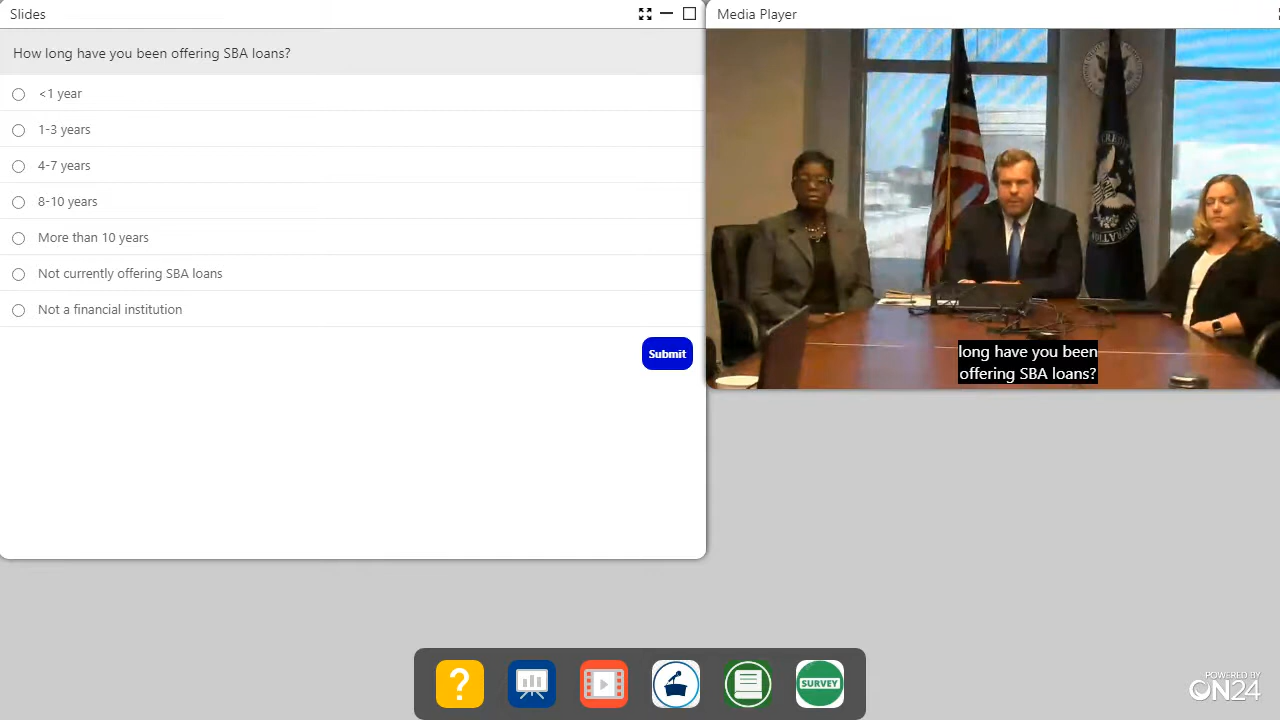 Slides
How long have you been offering SBA loans?
<1 year
1-3 years
4-7 years
8-10 years
More than 10 years
Not currently offering SBA loans
Not a financial institution
Submit
Media Player
ADMINISTRATION
long have you been
offering SBA loans?
?
SURVEY
POWERED BY
ON24